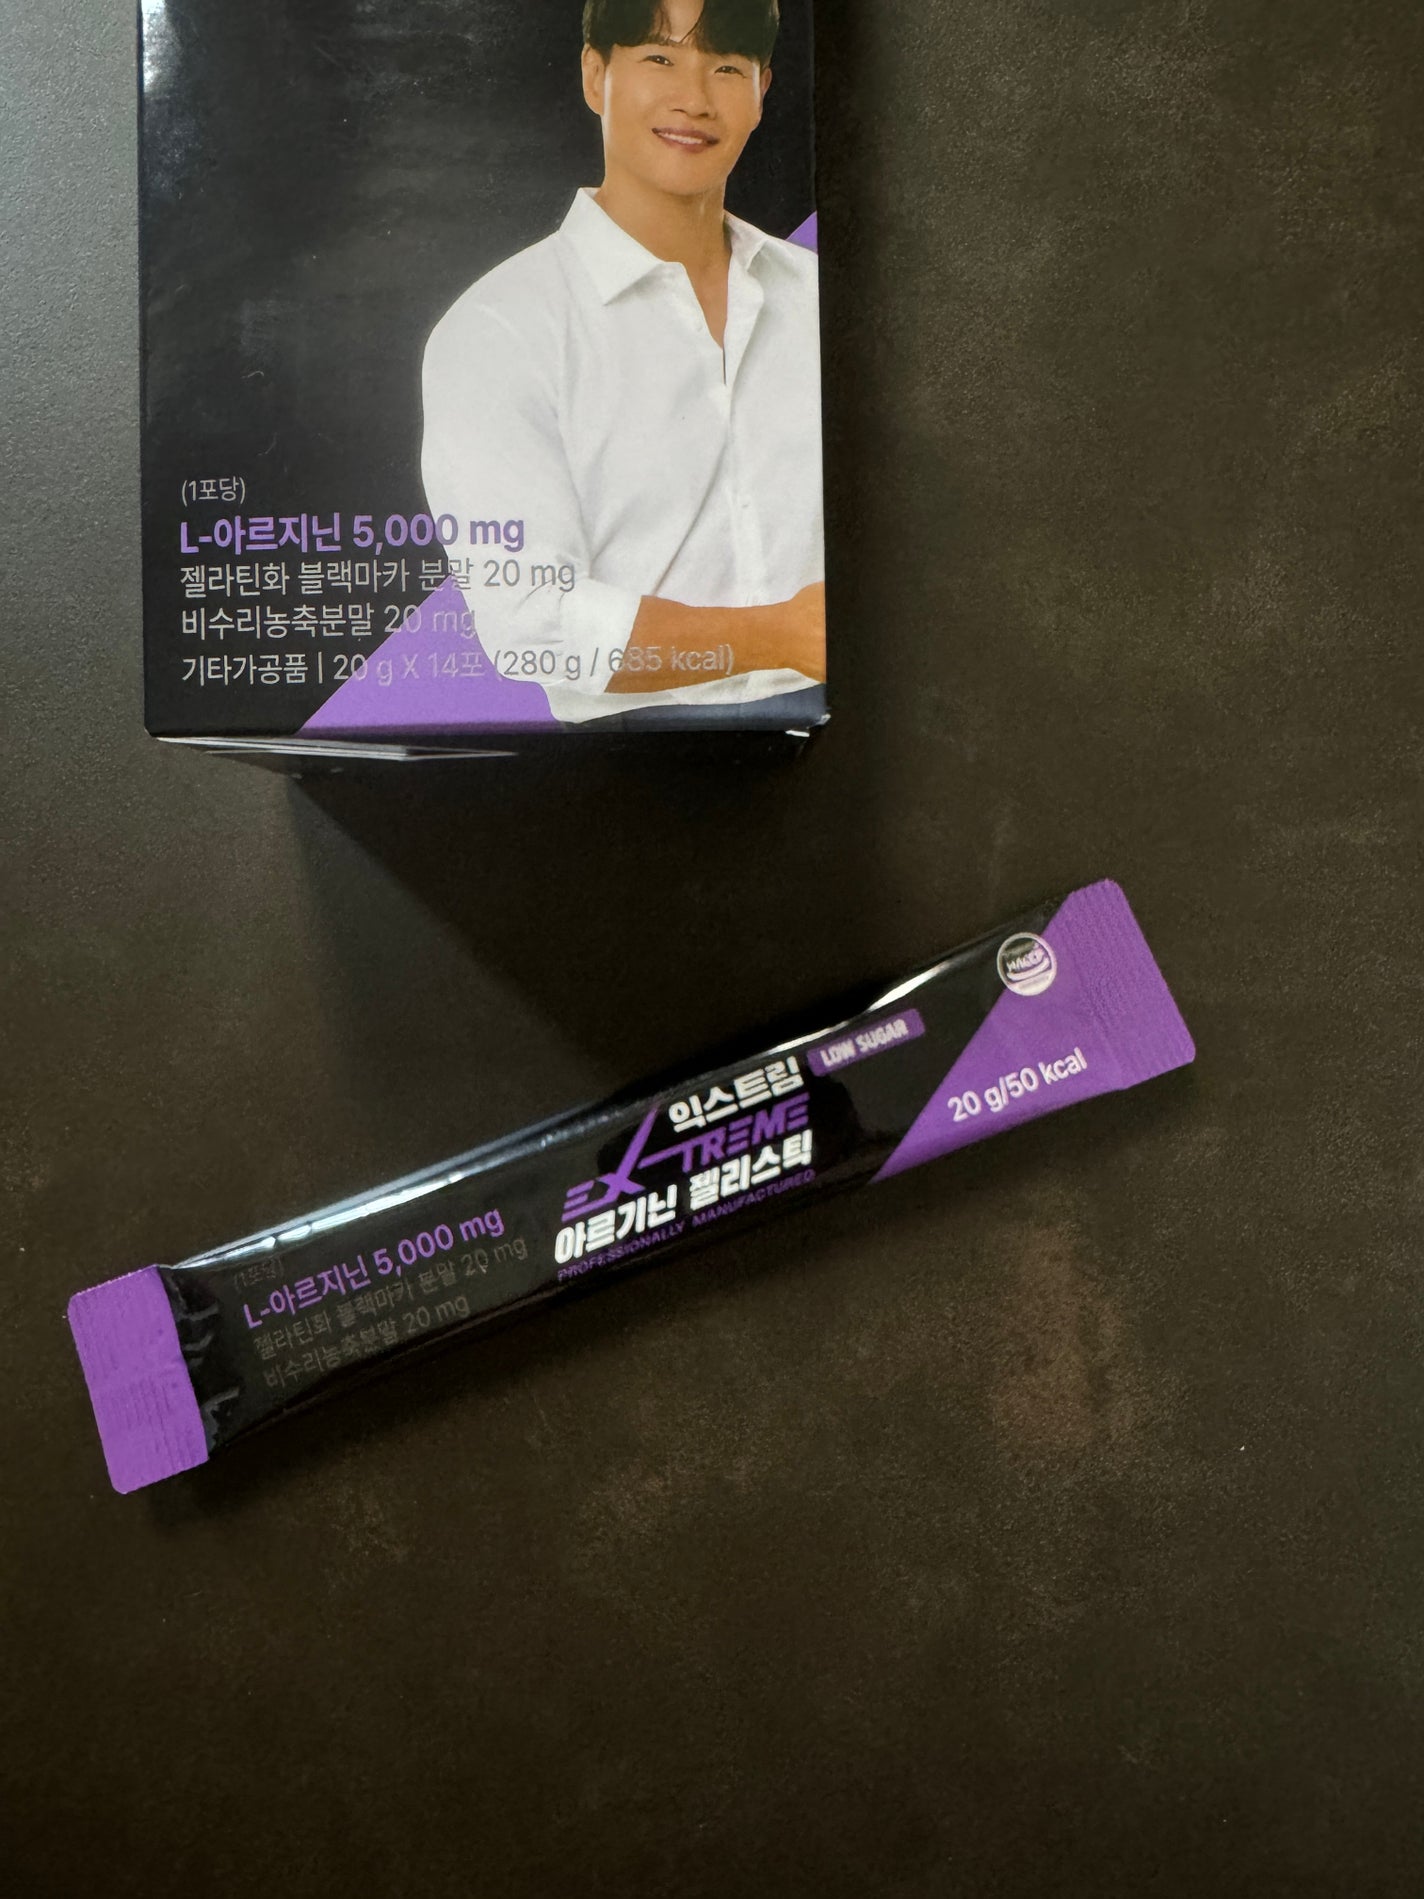 (1포당)
L-아르지닌 5,000 mg
젤라틴화 블랙마카 분말 20 mg
비수리농축분말 20 mg
기타가공품 | 20 g X 14포 (280 g / 685 kcal)
HACCP
LOW SUGAR
20 g/50 kcal
익스트림
EXTREME
아르기닌 젤리스틱
PROFESSIONALLY MANUFACTURED
(1포당)
L-아르지닌 5,000 mg
젤라틴화 블랙마카 분말 20 mg
비수리농축분말 20 mg